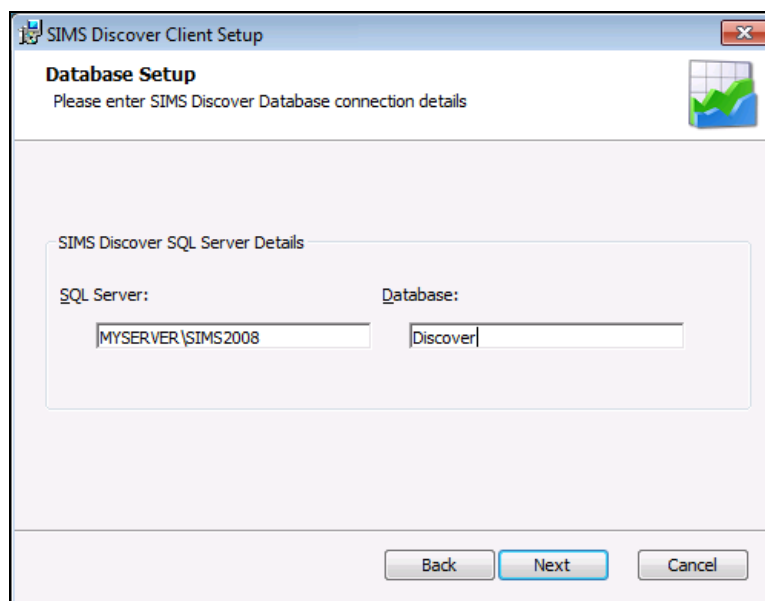 SIMS Discover Client Setup
Database Setup
Please enter SIMS Discover Database connection details
SIMS Discover SQL Server Details
SQL Server: Database:
MYSERVER\SIMS2008 Discover
Back Next Cancel